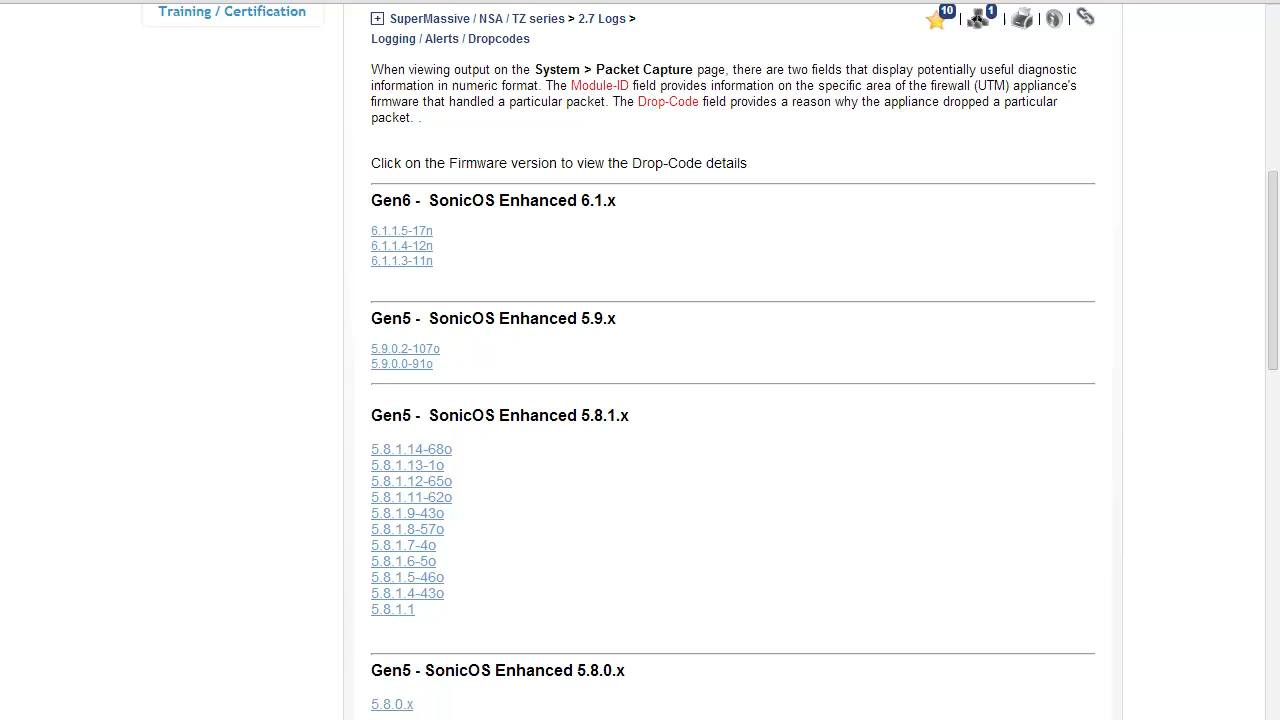 Training / Certification
SuperMassive / NSA / TZ series > 2.7 Logs >
10
1
Logging / Alerts / Dropcodes
When viewing output on the System > Packet Capture page, there are two fields that display potentially useful diagnostic
information in numeric format. The Module-ID field provides information on the specific area of the firewall (UTM) appliance's
firmware that handled a particular packet. The Drop-Code field provides a reason why the appliance dropped a particular
packet. .
Click on the Firmware version to view the Drop-Code details
Gen6 - SonicOS Enhanced 6.1.x
6.1.1.5-17n
6.1.1.4-12n
6.1.1.3-11n
Gen5 - SonicOS Enhanced 5.9.x
5.9.0.2-107o
5.9.0.0-91o
Gen5 - SonicOS Enhanced 5.8.1.x
5.8.1.14-68o
5.8.1.13-1o
5.8.1.12-65o
5.8.1.11-62o
5.8.1.9-43o
5.8.1.8-57o
5.8.1.7-4o
5.8.1.6-5o
5.8.1.5-46o
5.8.1.4-43o
5.8.1.1
Gen5 - SonicOS Enhanced 5.8.0.x
5.8.0.x